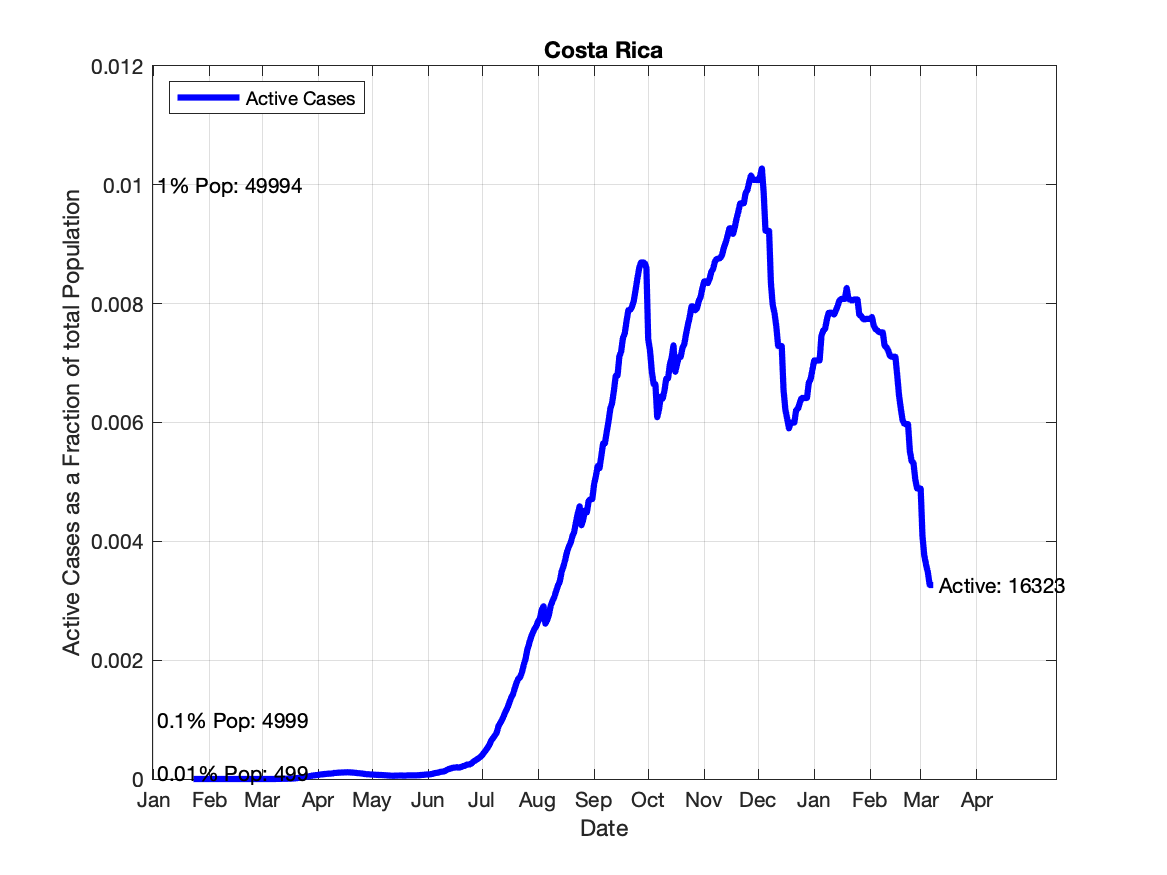 Costa Rica
0.012
Active Cases
0.01
1% Pop: 49994
0.008
0.006
0.004
Active: 16323
0.002
0.1% Pop: 4999
0.01% Pop: 499
0
Jan Feb Mar Apr May Jun Jul Aug Sep Oct Nov Dec Jan Feb Mar Apr
Date
Active Cases as a Fraction of total Population